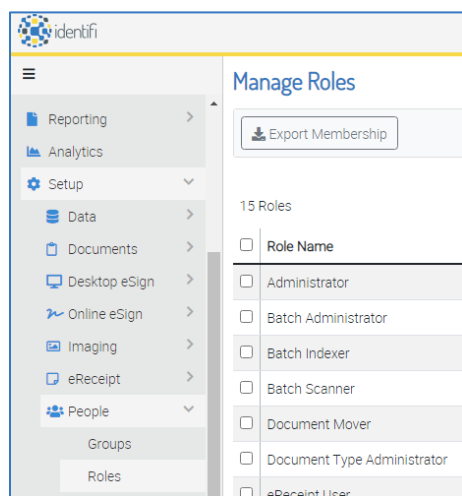 identifi
Manage Roles
Reporting
Analytics
Setup
Data
Documents
Desktop eSign
Online eSign
Imaging
eReceipt
People
Groups
Roles
Export Membership
15 Roles
Role Name
Administrator
Batch Administrator
Batch Indexer
Batch Scanner
Document Mover
Document Type Administrator
eReceipt User